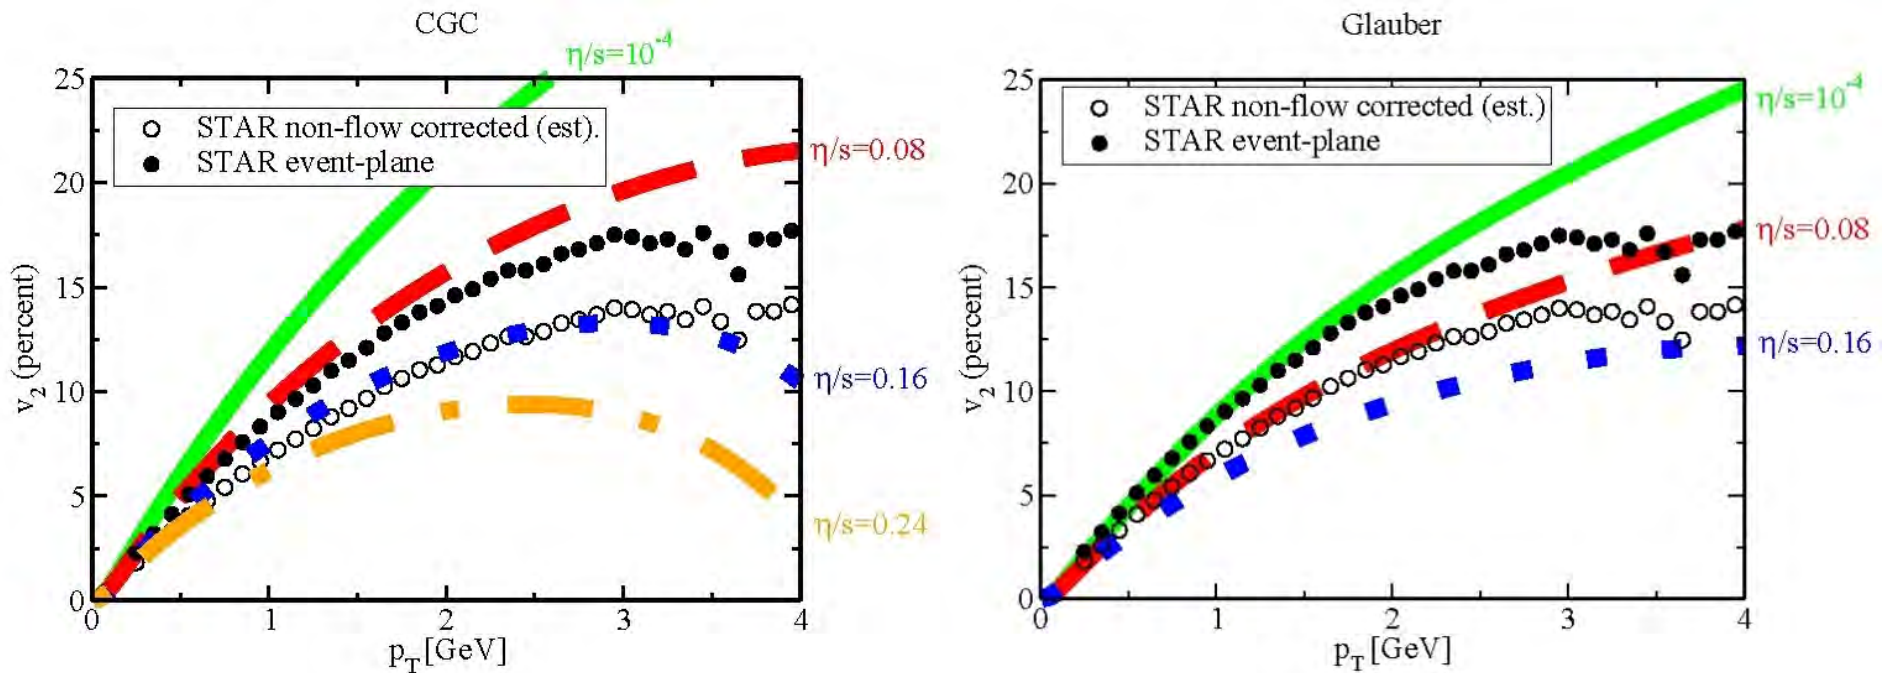 CGC
η/s=10⁻⁴
25
20
15
10
5
0
v₂ (percent)
STAR non-flow corrected (est).
STAR event-plane
η/s=0.08
η/s=0.16
η/s=0.24
0 1 2 3 4
p_T [GeV]
Glauber
25
20
15
10
5
0
v₂ (percent)
STAR non-flow corrected (est.)
STAR event-plane
η/s=10⁻⁴
η/s=0.08
η/s=0.16
0 1 2 3 4
p_T [GeV]